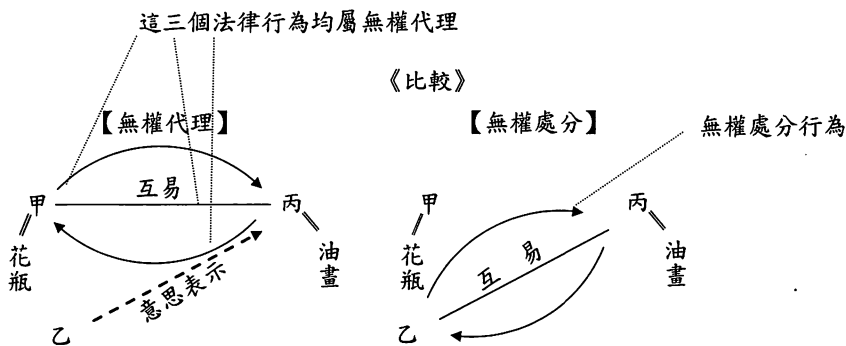 這三個法律行為均屬無權代理
《比較》
【無權代理】
【無權處分】
無權處分行為
甲
花瓶
互易
丙
油畫
意思表示
乙
甲
花瓶
互易
丙
油畫
乙